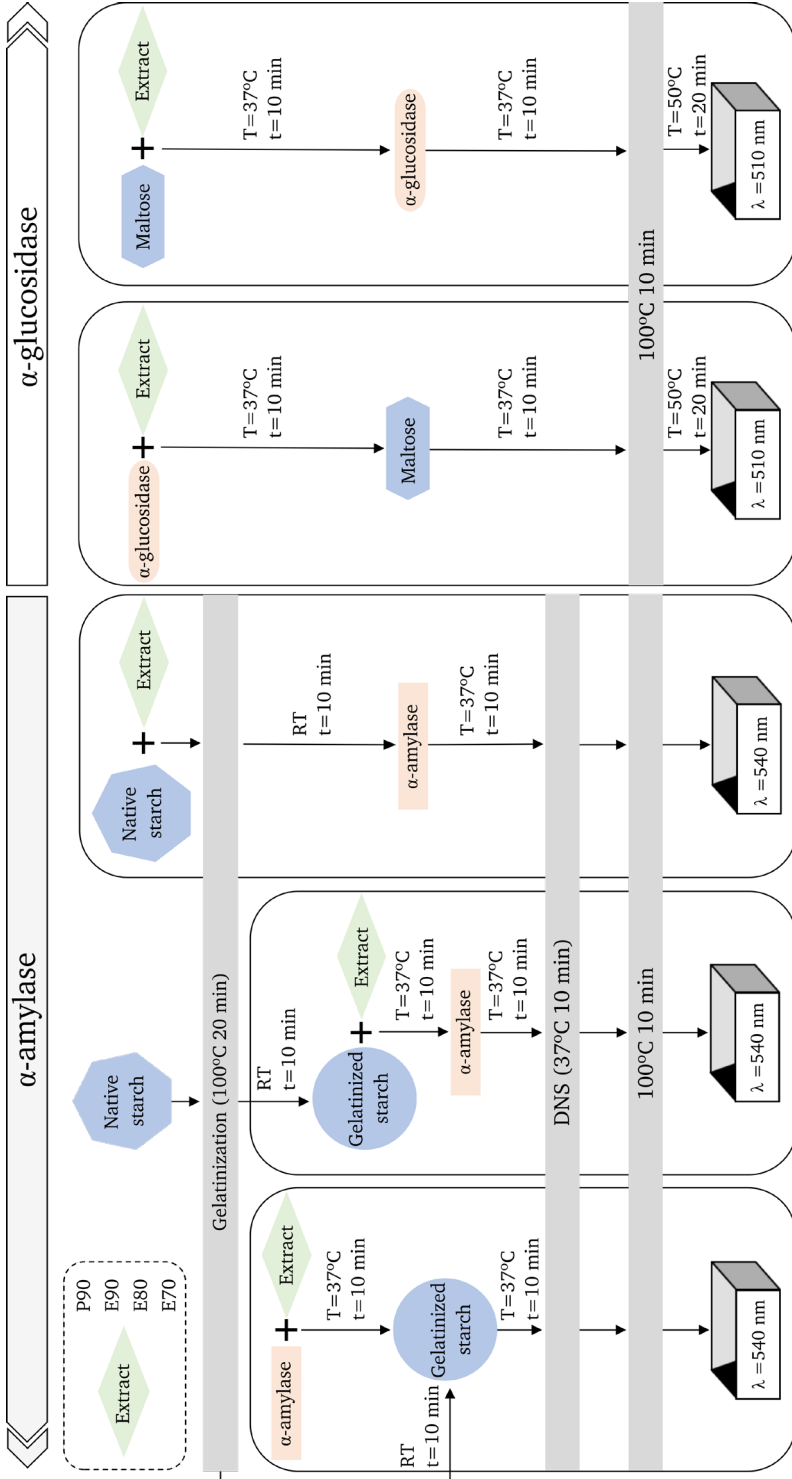 α-amylase
α-glucosidase
Extract
P90
E90
E80
E70
Native
starch
Native
starch
+
Extract
α-glucosidase
+
Extract
Maltose
+
Extract
Gelatinization (100ºC 20 min)
α-amylase
+
Extract
T=37ºC
t=10 min
RT
t=10 min
Gelatinized
starch
T=37ºC
t=10 min
RT
t=10 min
Gelatinized
starch
+
Extract
T=37ºC
t=10 min
α-amylase
T=37ºC
t=10 min
RT
t=10 min
α-amylase
T=37ºC
t=10 min
T=37ºC
t=10 min
Maltose
T=37ºC
t=10 min
T=37ºC
t=10 min
α-glucosidase
T=37ºC
t=10 min
DNS (37ºC 10 min)
100ºC 10 min
100ºC 10 min
T=50ºC
t=20 min
T=50ºC
t=20 min
λ =540 nm
λ =540 nm
λ =540 nm
λ =510 nm
λ =510 nm